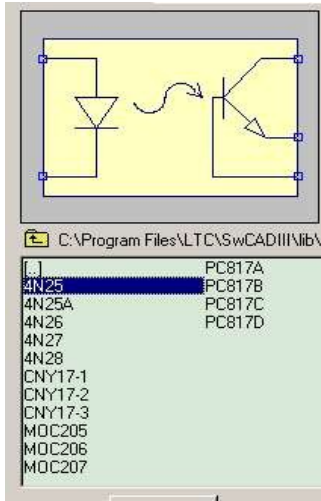 C:\Program Files\LTC\SwCADIII\lib\
[..]
4N25
4N25A
4N26
4N27
4N28
CNY17-1
CNY17-2
CNY17-3
MOC205
MOC206
MOC207
PC817A
PC817B
PC817C
PC817D